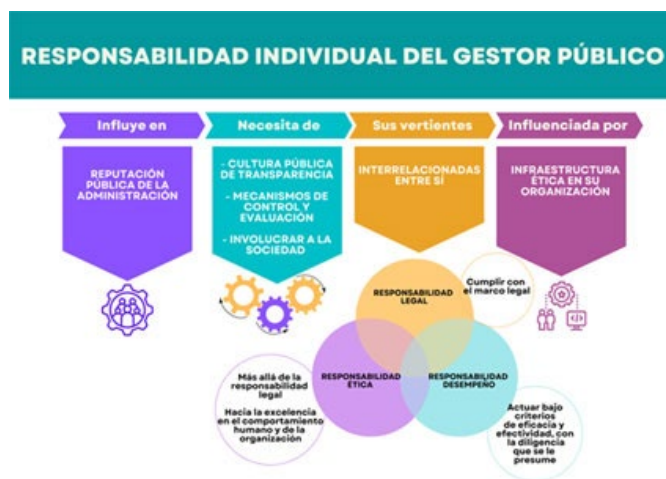 RESPONSABILIDAD INDIVIDUAL DEL GESTOR PÚBLICO
Influye en
Necesita de
Sus vertientes
Influenciada por
REPUTACIÓN
PÚBLICA DE LA
ADMINISTRACIÓN
- CULTURA PÚBLICA
DE TRANSPARENCIA
- MECANISMOS DE
CONTROL Y
EVALUACIÓN
- INVOLUCRAR A LA
SOCIEDAD
INTERRELACIONADAS
ENTRE SÍ
INFRAESTRUCTURA
ÉTICA EN SU
ORGANIZACIÓN
RESPONSABILIDAD
LEGAL
Cumplir con
el marco legal
RESPONSABILIDAD
ÉTICA
RESPONSABILIDAD
DESEMPEÑO
Más allá de la
responsabilidad
legal
Hacia la excelencia
en el comportamiento
humano y de la
organización
Actuar bajo
criterios
de eficacia y
efectividad, con
la diligencia
que se le
presume